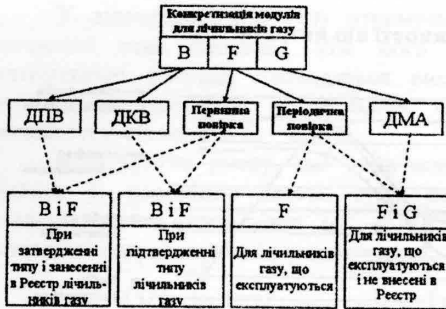 Конкретизація модулів
для лічильників газу
B F G
ДПВ ДКВ Первинна повірка Періодична повірка ДМА
B і F
При
затвердженні
типу і занесенні
в Реєстр лічиль-
ників газу
B і F
При
підтвердженні
типу
лічильників
газу
F
Для лічильників
газу, що
експлуатуються
F і G
Для лічильників
газу, що
експлуатуються
і не внесені в
Реєстр